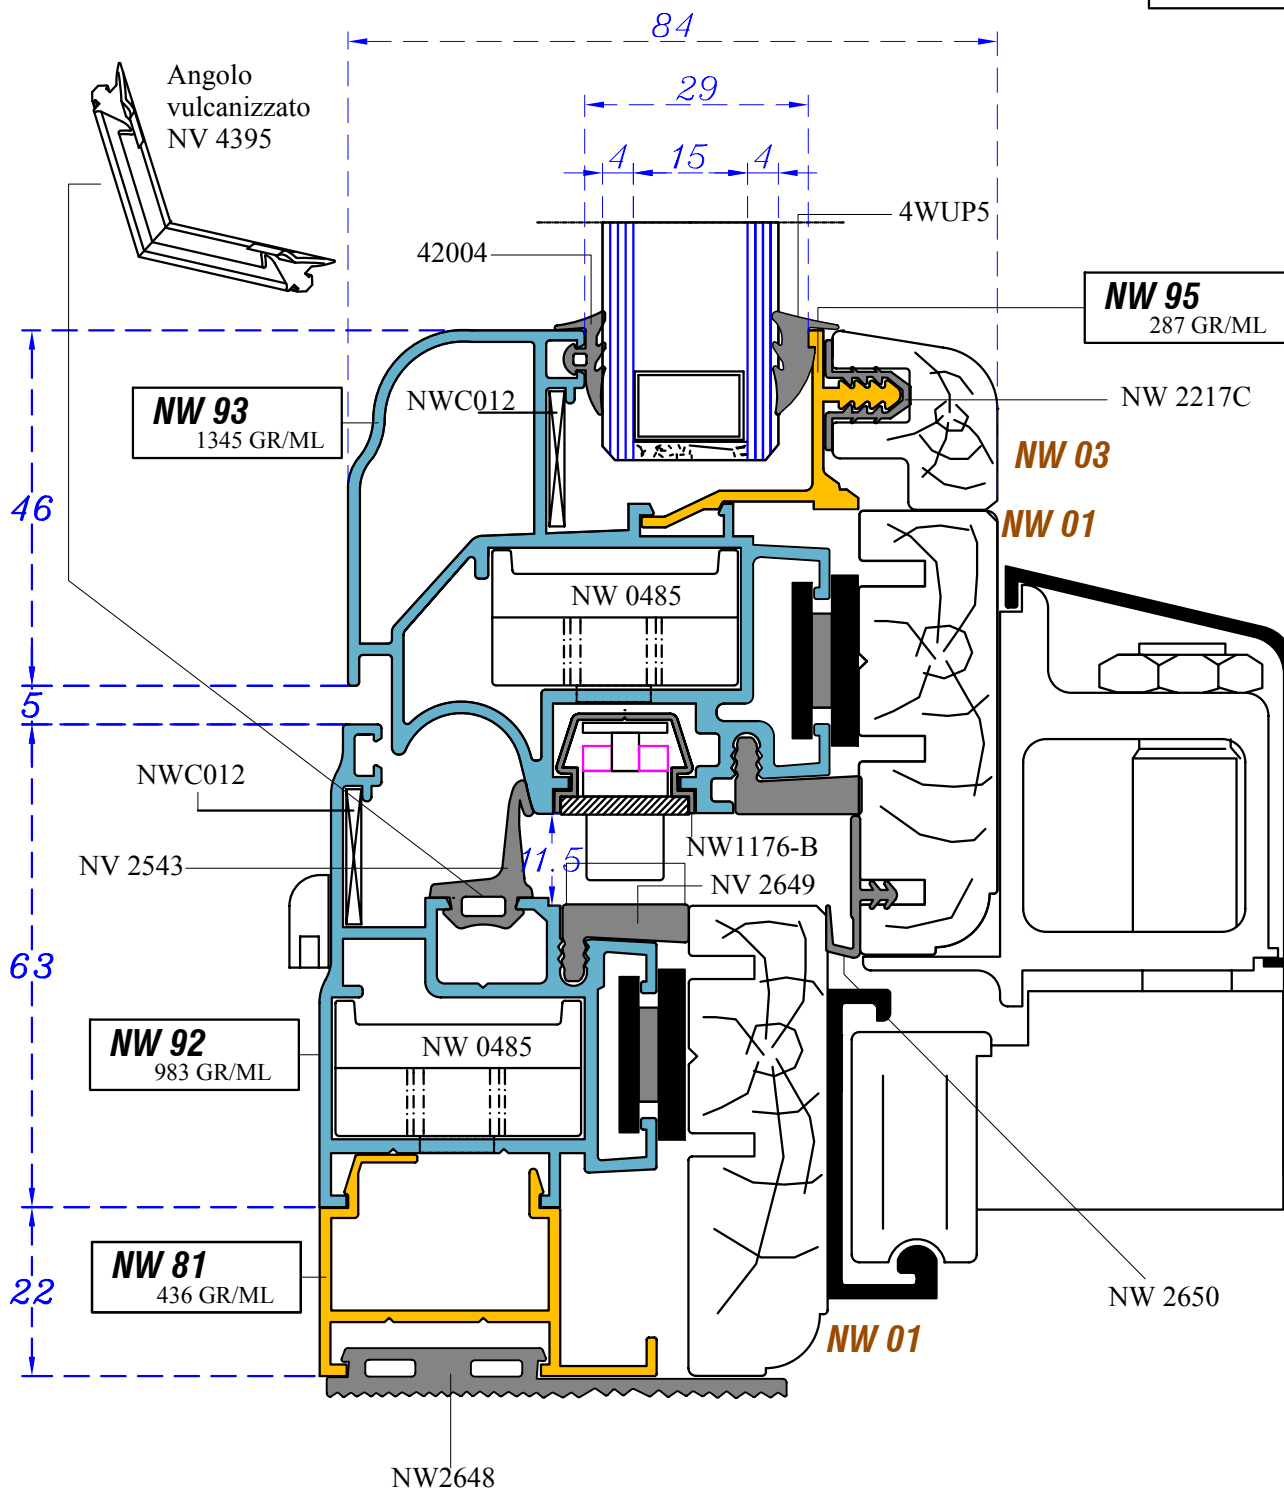 84
Angolo
vulcanizzato
NV 4395
29
4
15
4
4WUP5
42004
NW 95
287 GR/ML
NW 93
1345 GR/ML
NWC012
NW 2217C
NW 03
46
NW 01
NW 0485
5
NWC012
NV 2543
11.5
NW1176-B
NV 2649
63
NW 92
983 GR/ML
NW 0485
NW 81
436 GR/ML
22
NW 2650
NW 01
NW2648